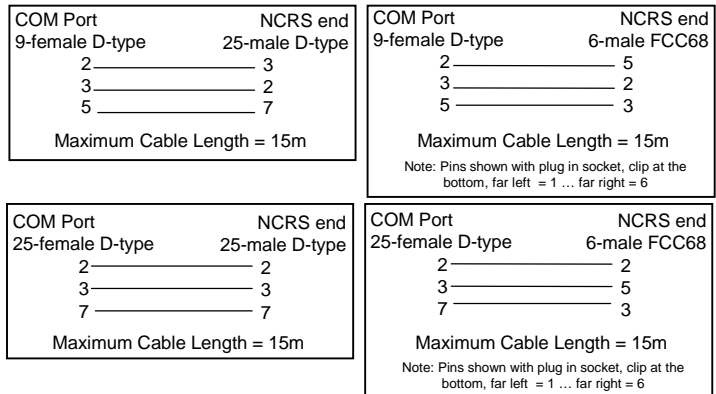 COM Port NCRS end
9-female D-type 25-male D-type
2 3
3 2
5 7
Maximum Cable Length = 15m
COM Port NCRS end
9-female D-type 6-male FCC68
2 5
3 2
5 3
Maximum Cable Length = 15m
Note: Pins shown with plug in socket, clip at the
bottom, far left = 1 … far right = 6
COM Port NCRS end
25-female D-type 25-male D-type
2 2
3 3
7 7
Maximum Cable Length = 15m
COM Port NCRS end
25-female D-type 6-male FCC68
2 2
3 5
7 3
Maximum Cable Length = 15m
Note: Pins shown with plug in socket, clip at the
bottom, far left = 1 … far right = 6